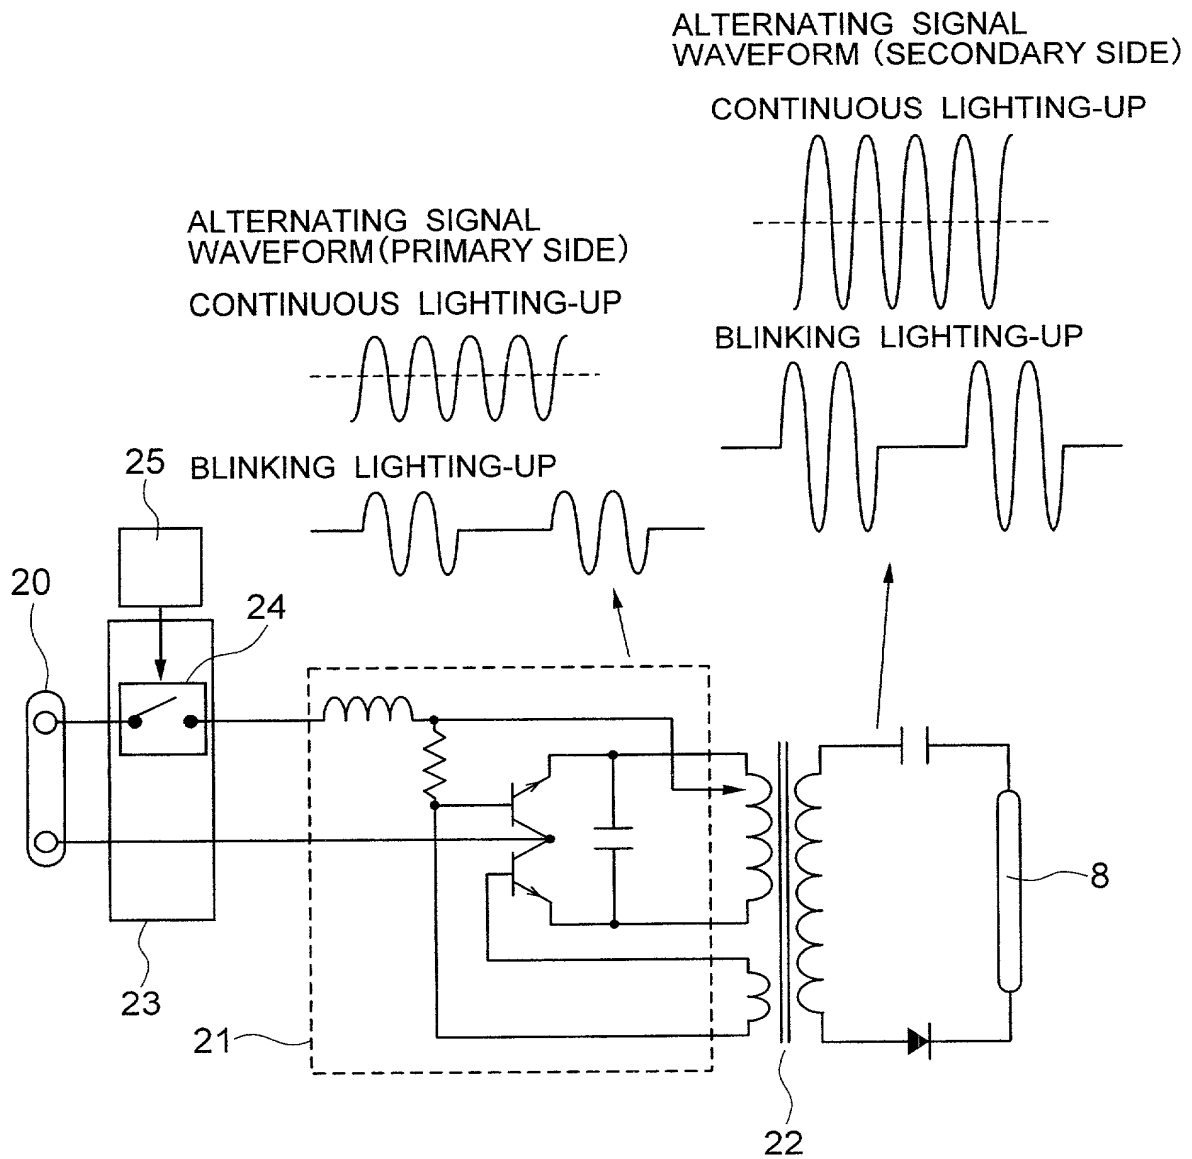 ALTERNATING SIGNAL
WAVEFORM (SECONDARY SIDE)
CONTINUOUS LIGHTING-UP
BLINKING LIGHTING-UP
ALTERNATING SIGNAL
WAVEFORM (PRIMARY SIDE)
CONTINUOUS LIGHTING-UP
BLINKING LIGHTING-UP
25
20
24
8
23
21
22